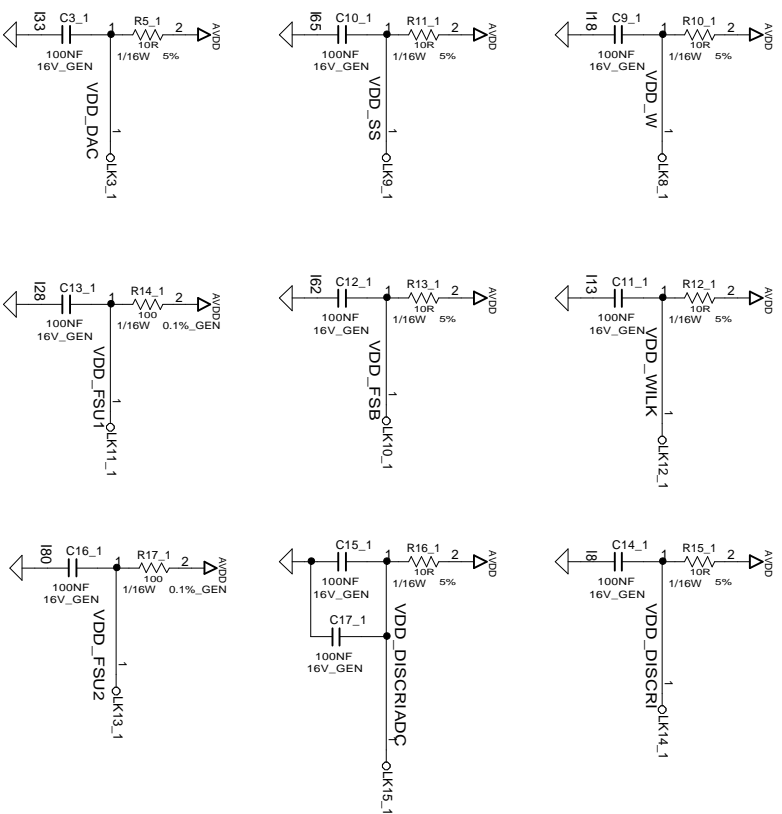 I33
C3_1
1
R5_1
2
AVDD
100NF
16V_GEN
10R
1/16W
5%
VDD_DAC
1
LK3_1
I65
C10_1
1
R11_1
2
AVDD
100NF
16V_GEN
10R
1/16W
5%
VDD_SS
1
LK9_1
I18
C9_1
1
R10_1
2
AVDD
100NF
16V_GEN
10R
1/16W
5%
VDD_W
1
LK8_1
I28
C13_1
1
R14_1
2
AVDD
100NF
16V_GEN
100
1/16W
0.1%_GEN
VDD_FSU1
1
LK11_1
I62
C12_1
1
R13_1
2
AVDD
100NF
16V_GEN
10R
1/16W
5%
VDD_FSB
1
LK10_1
I13
C11_1
1
R12_1
2
AVDD
100NF
16V_GEN
10R
1/16W
5%
VDD_WILK
1
LK12_1
I80
C16_1
1
R17_1
2
AVDD
100NF
16V_GEN
100
1/16W
0.1%_GEN
VDD_FSU2
1
LK13_1
C15_1
1
R16_1
2
AVDD
100NF
16V_GEN
10R
1/16W
5%
C17_1
100NF
16V_GEN
VDD_DISCRIADC
1
LK15_1
I8
C14_1
1
R15_1
2
AVDD
100NF
16V_GEN
10R
1/16W
5%
VDD_DISCRI
1
LK14_1